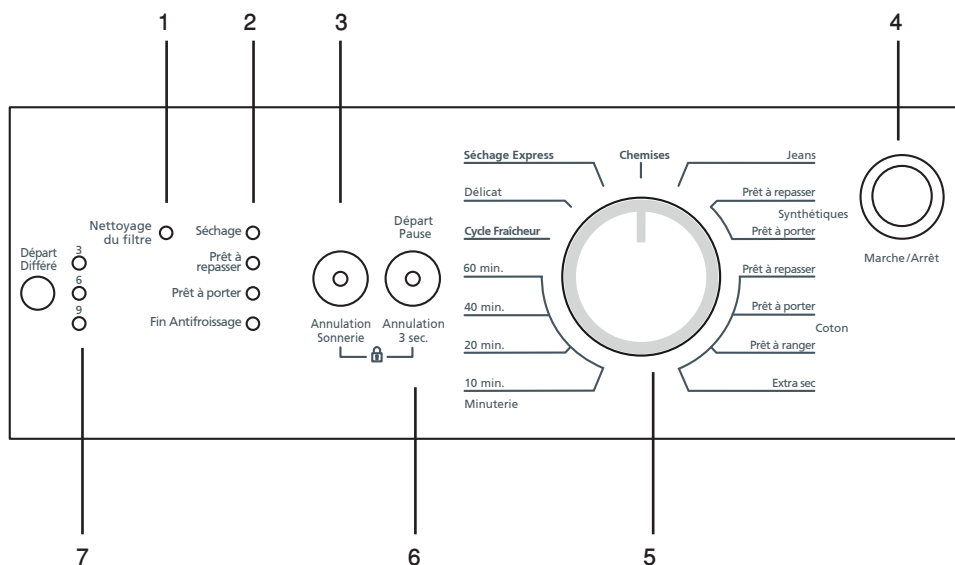 1
2
3
4
Séchage Express
Chemises
Jeans
Délicat
Prêt à repasser
Synthétiques
Cycle Fraîcheur
Prêt à porter
Nettoyage
du filtre
Séchage
Départ
Pause
Départ
Différé
3
Prêt à
repasser
6
Prêt à porter
9
Fin Antifroissage
Annulation
Sonnerie
Annulation
3 sec.
60 min.
Prêt à repasser
40 min.
Prêt à porter
Coton
20 min.
Prêt à ranger
10 min.
Extra sec
Minuterie
Marche/Arrêt
7
6
5